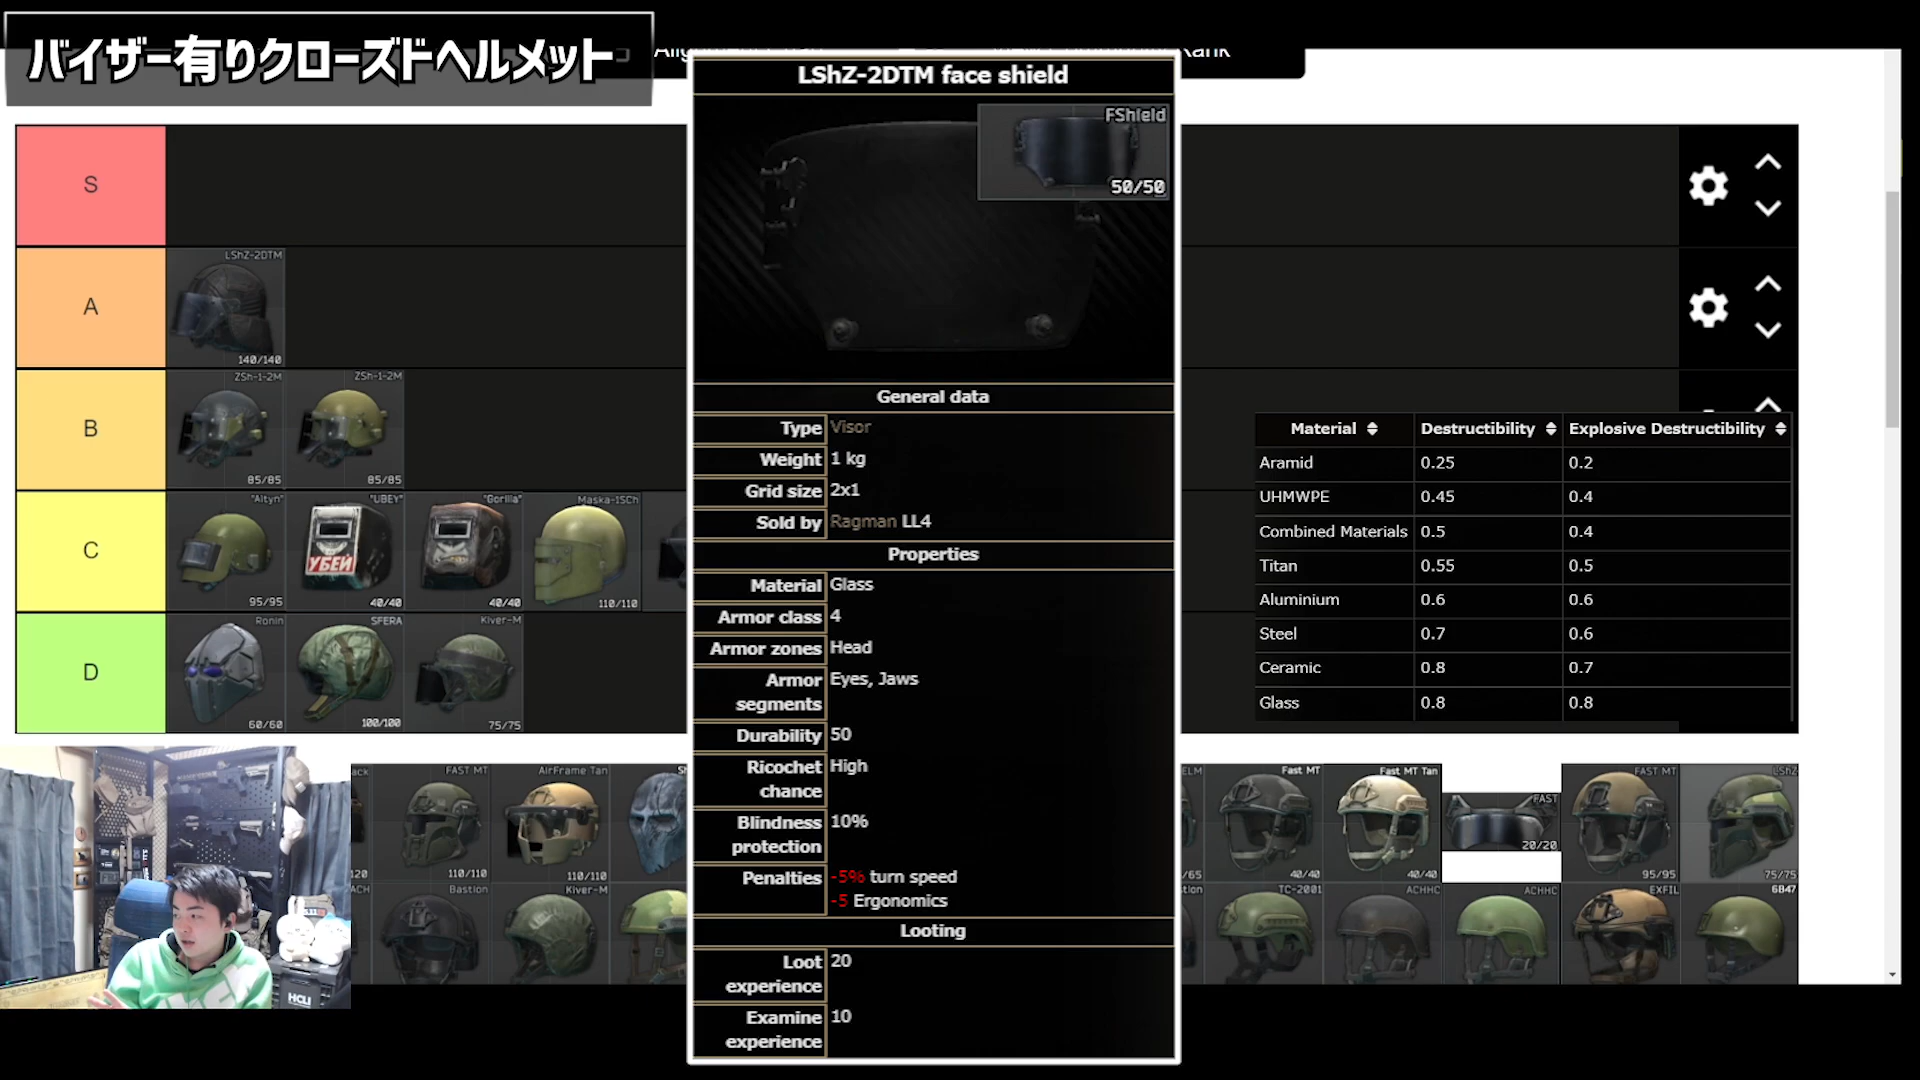 バイザー有りクローズドヘルメット
LShZ-2DTM face shield
FShield
50/50
General data
Type Visor
Weight 1 kg
Grid size 2x1
Sold by Ragman LL4
Properties
Material Glass
Armor class 4
Armor zones Head
Armor segments Eyes, Jaws
Durability 50
Ricochet chance High
Blindness protection 10%
Penalties -5% turn speed
-5 Ergonomics
Looting
Loot experience 20
Examine experience 10
S
A
LShZ-2DTM
140/140
B
ZSh-1-2M
85/85
ZSh-1-2M
85/85
C
"Altyn"
95/95
"UBEY"
УБЕЙ
40/40
"Gorilla"
40/40
Maska-1SCh
110/110
D
Ronin
60/60
SFERA
100/100
Kiver-M
75/75
Material Destructibility Explosive Destructibility
Aramid 0.25 0.2
UHMWPE 0.45 0.4
Combined Materials 0.5 0.4
Titan 0.55 0.5
Aluminium 0.6 0.6
Steel 0.7 0.6
Ceramic 0.8 0.7
Glass 0.8 0.8
FAST MT
110/110
AirFrame Tan
110/110
Fast MT
40/40
Fast MT Tan
40/40
FAST
20/20
FAST MT
95/95
LShZ
75/75
Bastion
Kiver-M
TC-2001
ACHHC
ACHHC
EXFIL
6B47